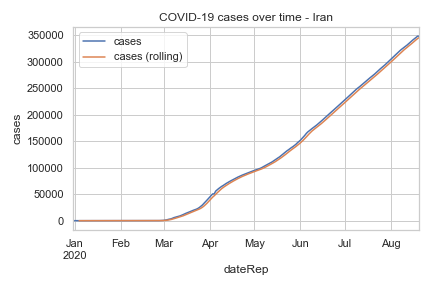 COVID-19 cases over time - Iran
cases
cases (rolling)
350000
300000
250000
200000
150000
100000
50000
0
cases
Jan Feb Mar Apr May Jun Jul Aug
2020
dateRep